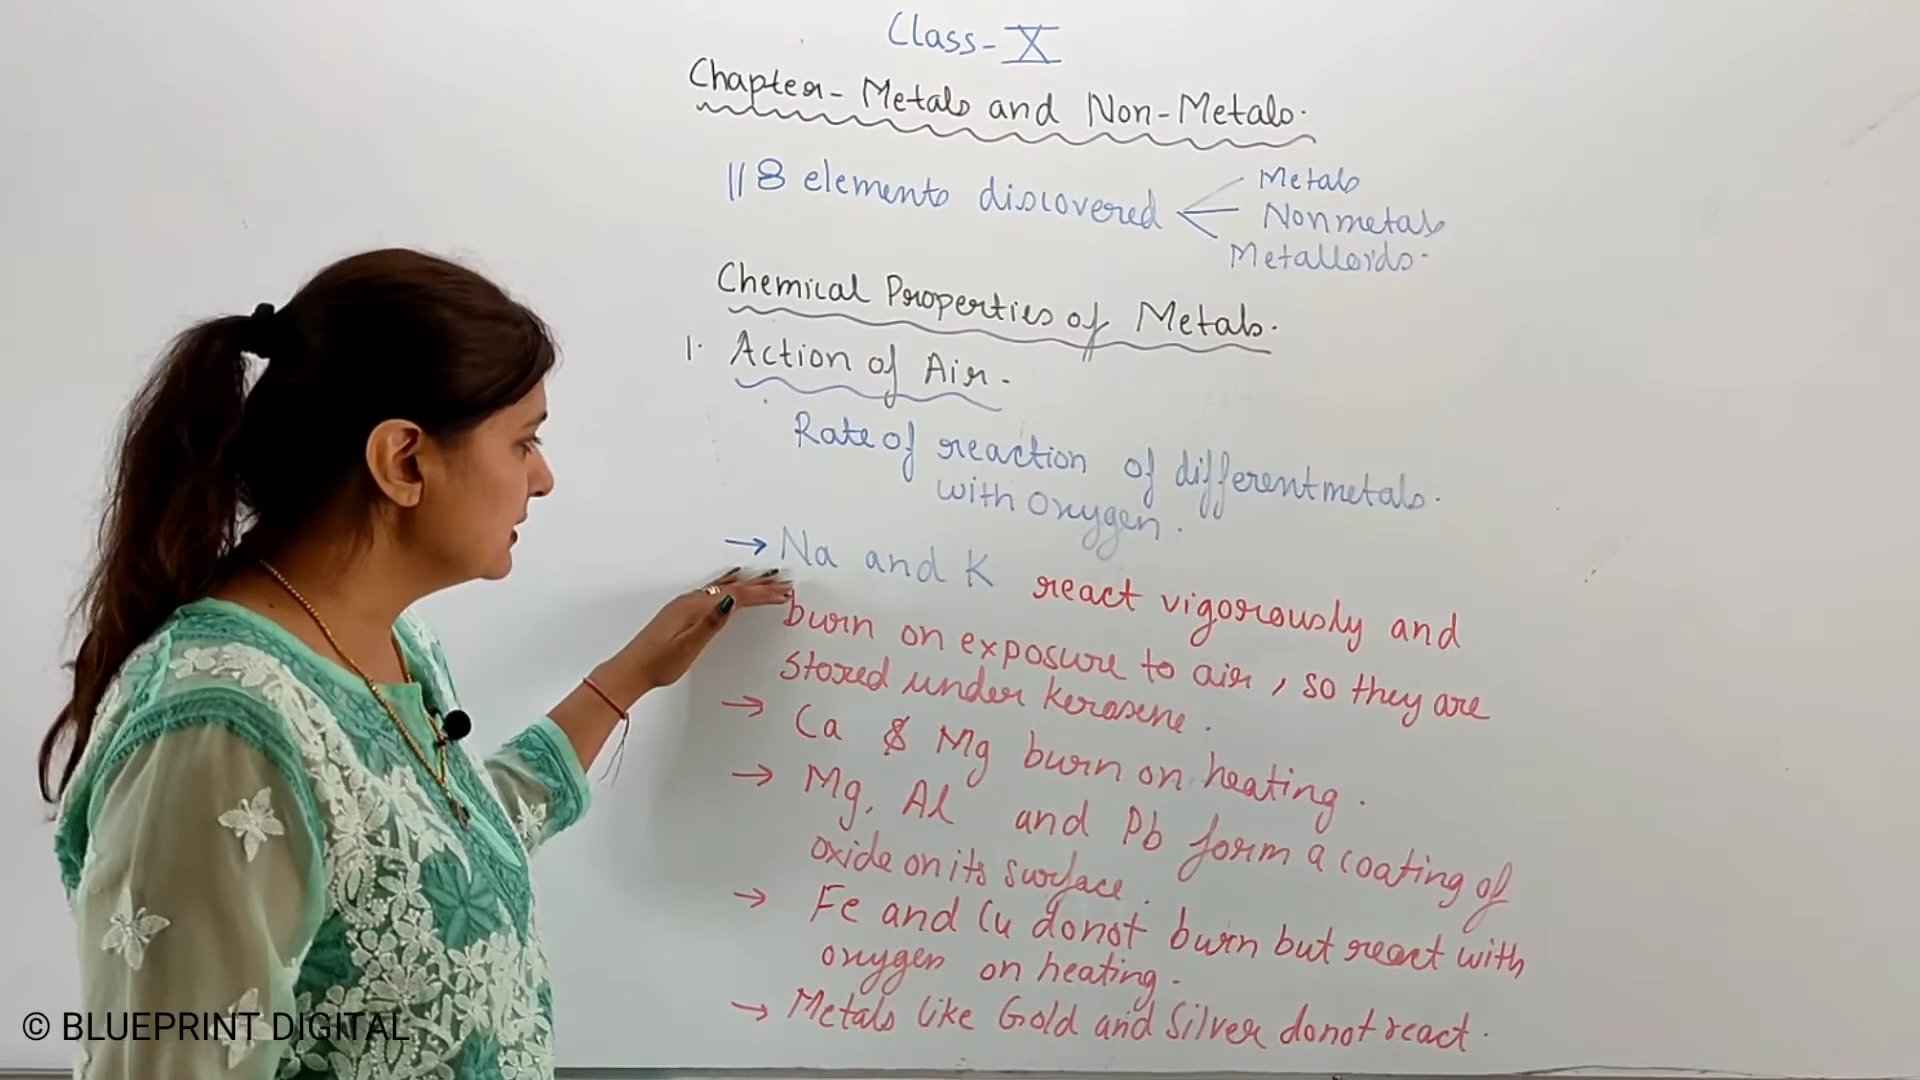 Class-X
Chapter- Metals and Non-Metals.
118 elements discovered
Metals
Nonmetals
Metalloids.
Chemical Properties of Metals.
1. Action of Air.
Rate of reaction of different metals.
with oxygen.
→ Na and K react vigorously and
burn on exposure to air, so they are
stored under kerosene.
→ Ca & Mg burn on heating.
→ Mg, Al and Pb form a coating of
oxide on its surface.
→ Fe and Cu donot burn but react with
oxygen on heating.
→ Metals like Gold and Silver donot react.
© BLUEPRINT DIGITAL